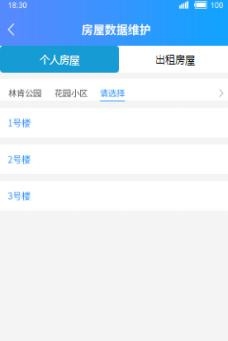 18:30 100
房屋数据维护
个人房屋 出租房屋
林肯公园 花园小区 请选择
1号楼
2号楼
3号楼